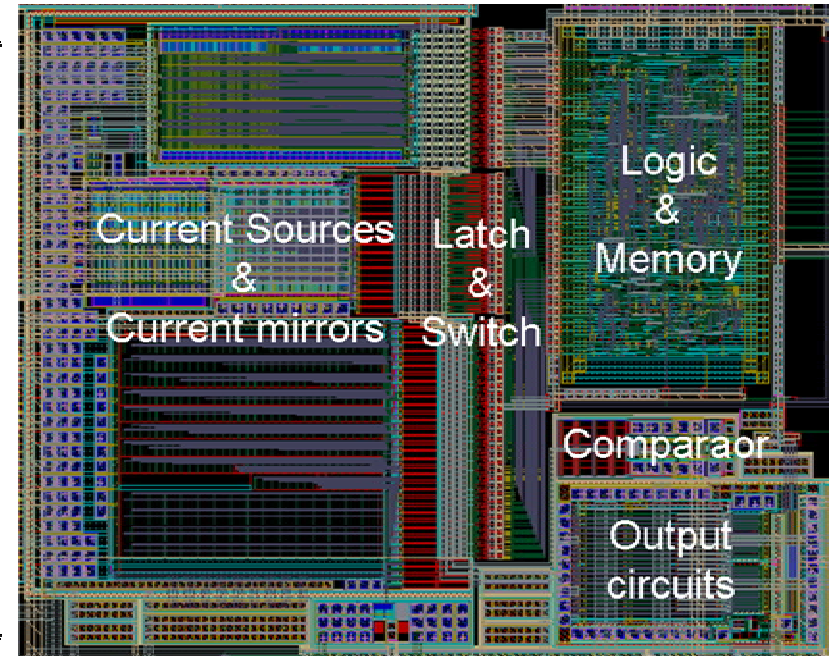 Current Sources
&
Current mirrors
Latch
&
Switch
Logic
&
Memory
Comparaor
Output
circuits